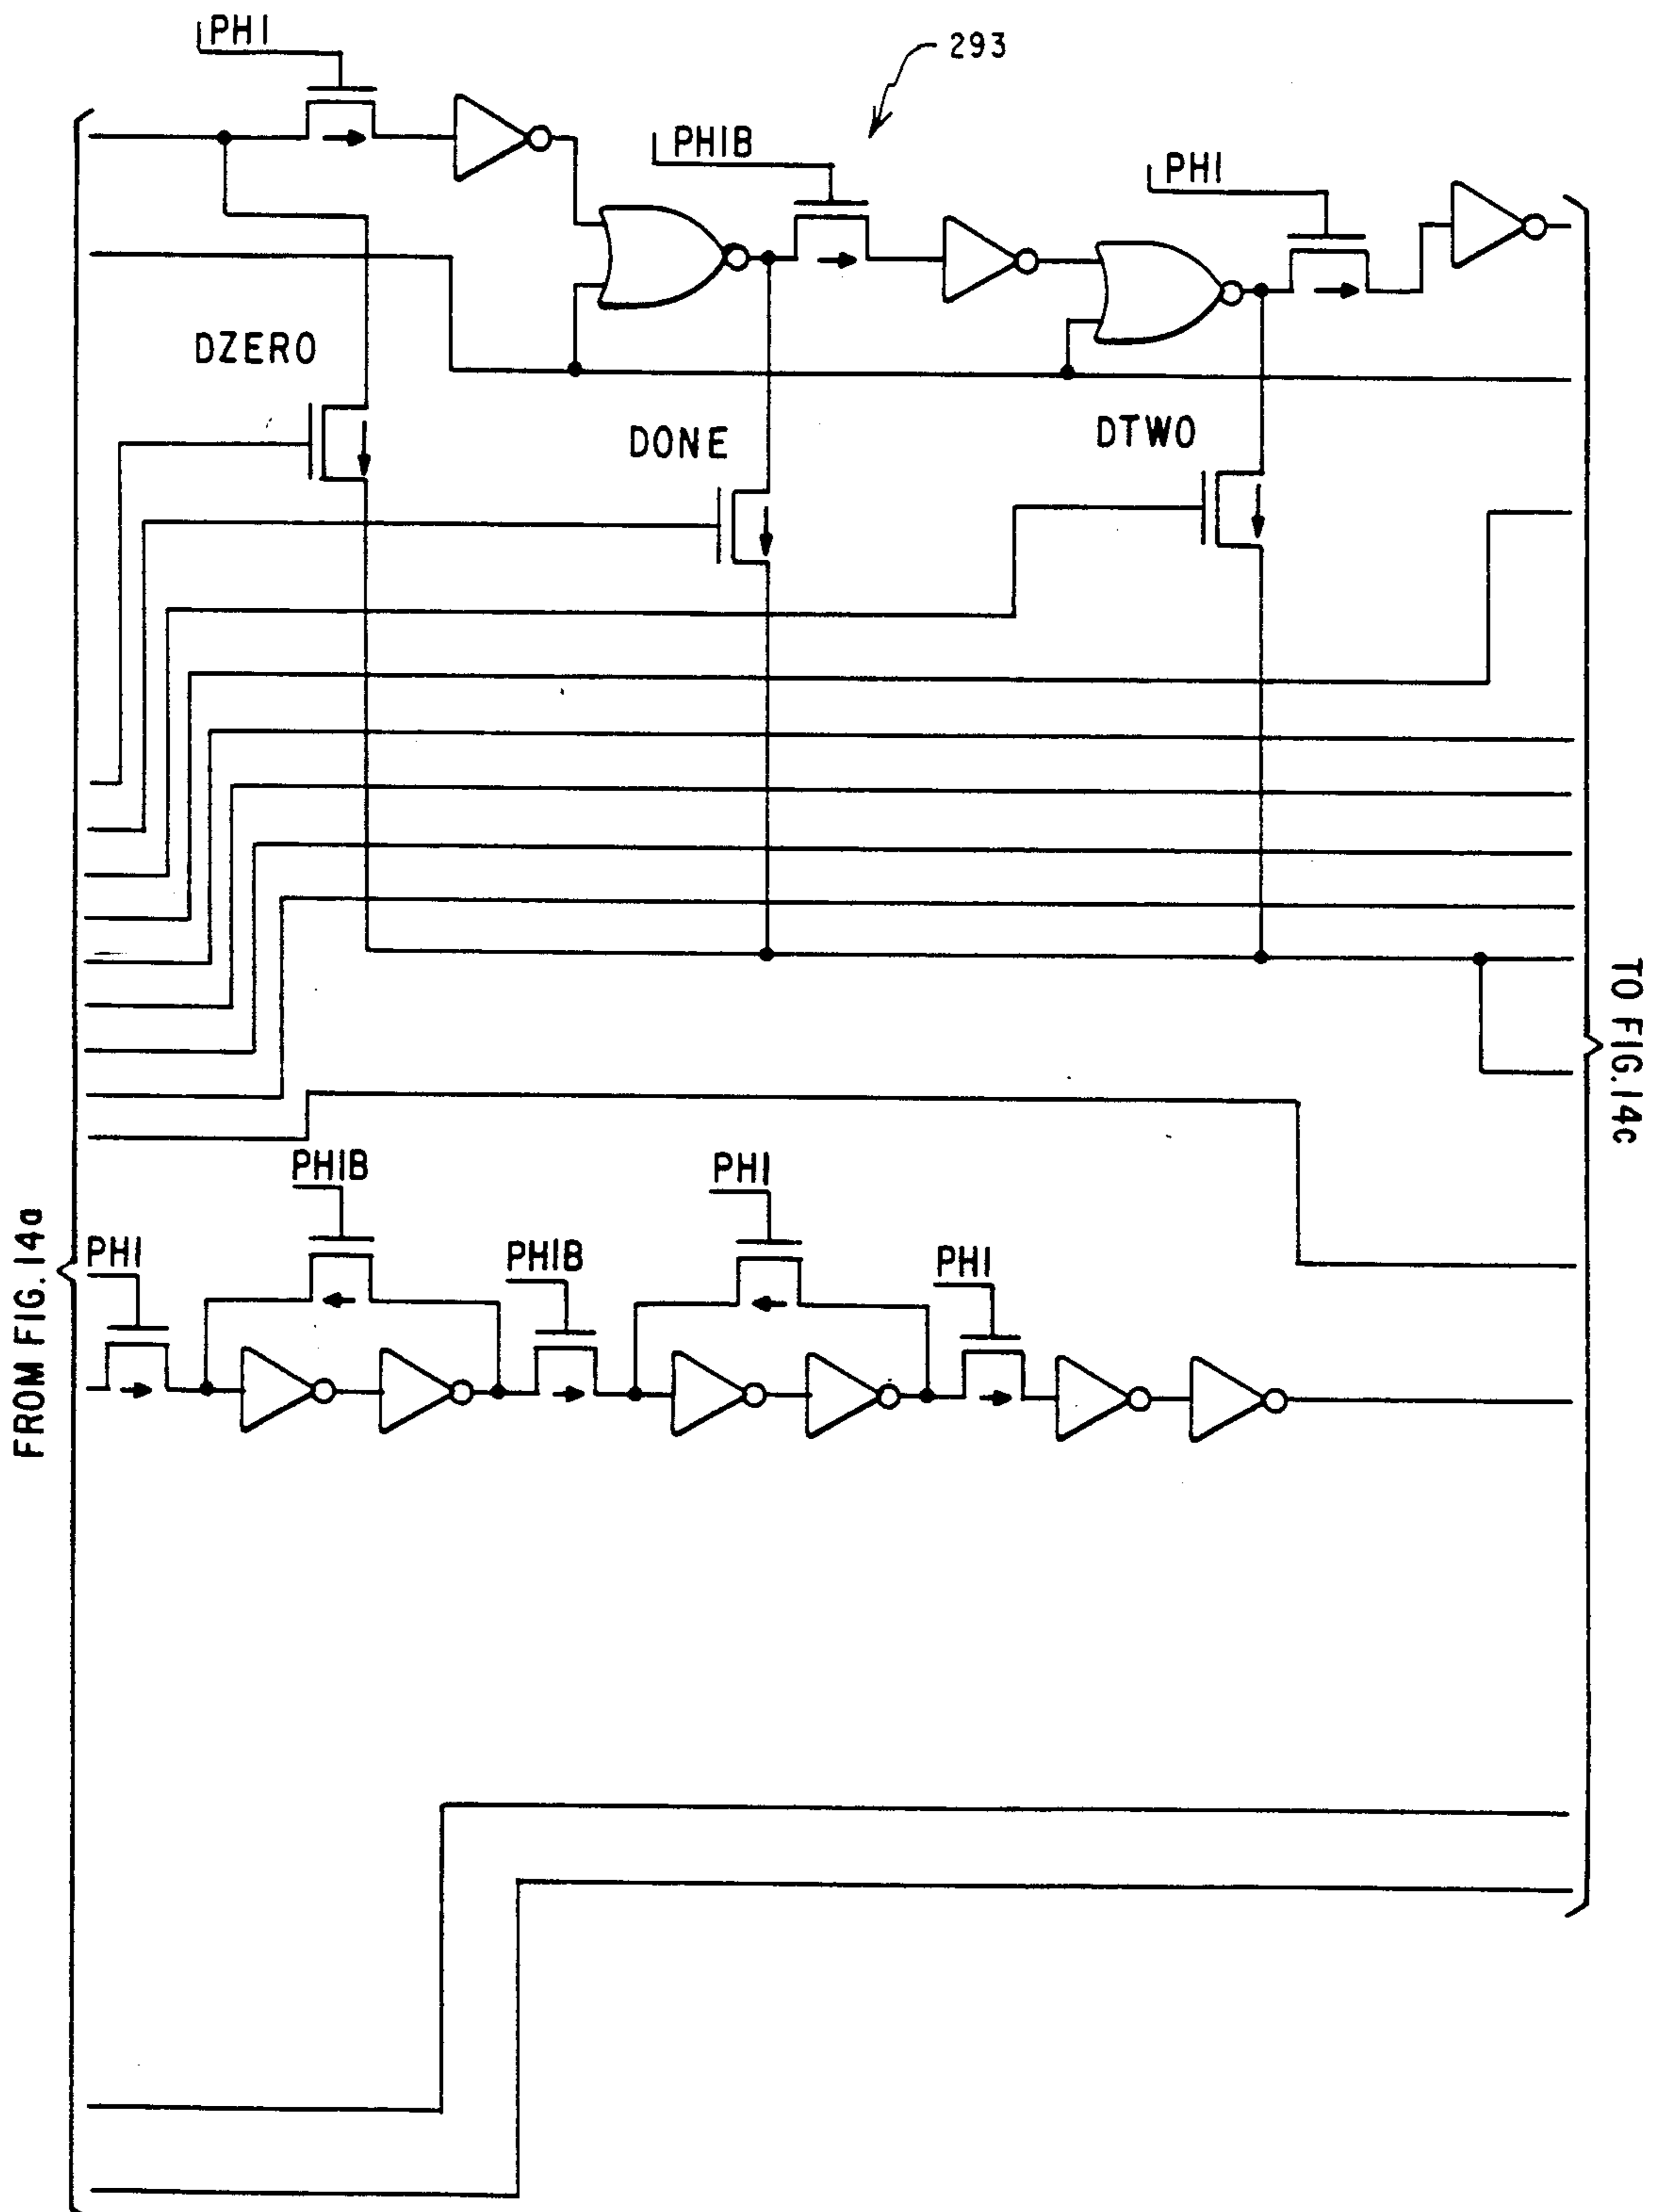 PHI
293
PHIB
PHI
DZERO
DONE
DTWO
TO FIG.14c
PHIB
PHI
FROM FIG.14a
PHI
PHIB
PHI